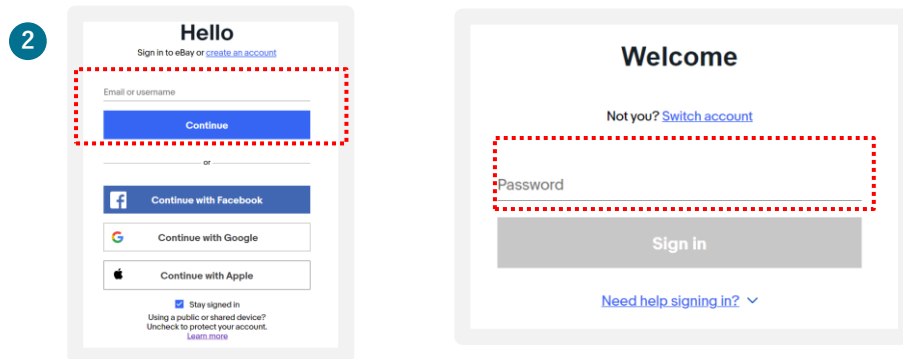 2
Hello
Sign in to eBay or create an account
Email or username
Continue
or
Continue with Facebook
Continue with Google
Continue with Apple
Stay signed in
Using a public or shared device?
Uncheck to protect your account.
Learn more
Welcome
Not you? Switch account
Password
Sign in
Need help signing in?